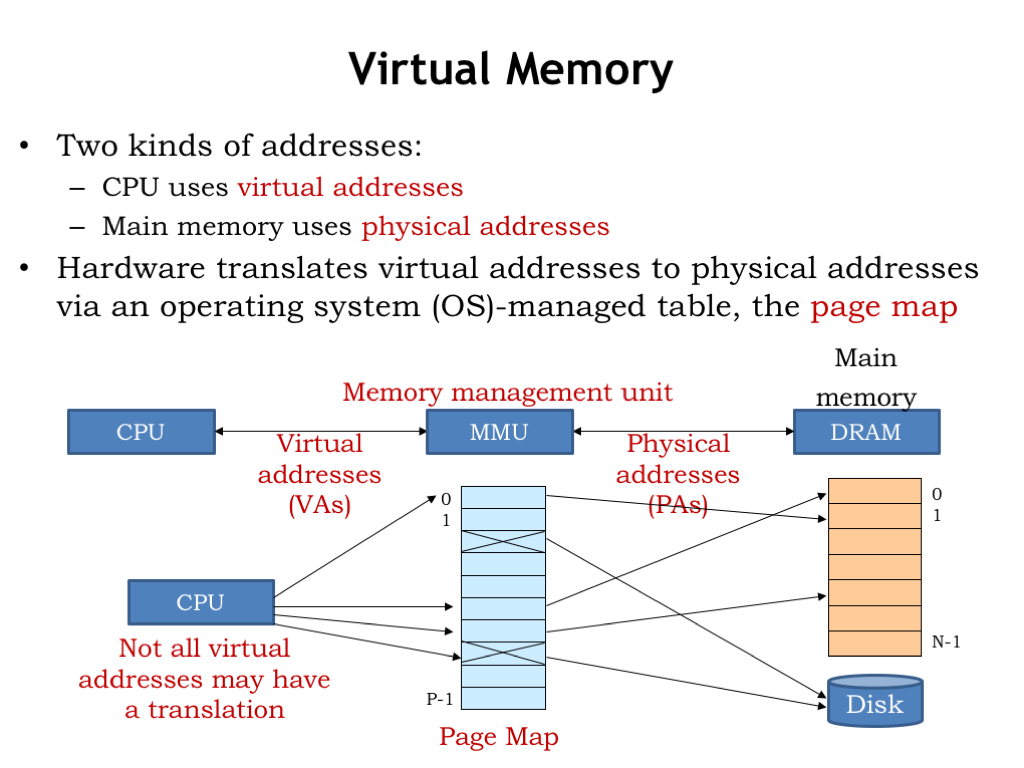 Virtual Memory
• Two kinds of addresses:
– CPU uses virtual addresses
– Main memory uses physical addresses
• Hardware translates virtual addresses to physical addresses
via an operating system (OS)-managed table, the page map
Main
memory
Memory management unit
CPU
MMU
DRAM
Virtual
addresses
(VAs)
Physical
addresses
(PAs)
0
1
0
1
CPU
Not all virtual
addresses may have
a translation
N-1
P-1
Disk
Page Map